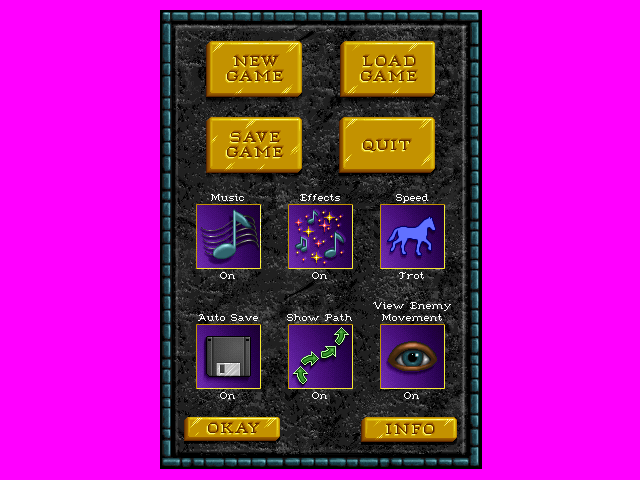 NEW
GAME
LOAD
GAME
SAVE
GAME
QUIT
Music
Effects
Speed
On
On
Trot
Auto Save
Show Path
View Enemy
Movement
On
On
On
OKAY
INFO